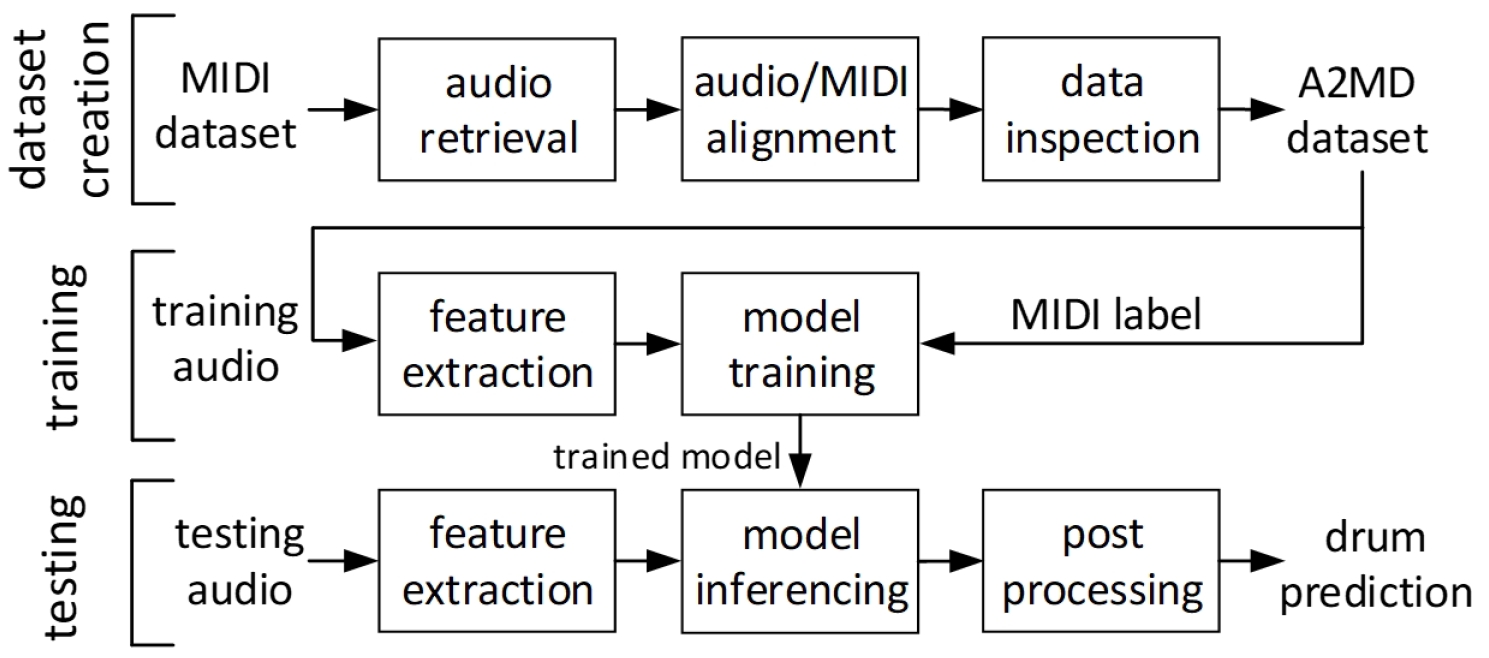 dataset
creation
MIDI
dataset
audio
retrieval
audio/MIDI
alignment
data
inspection
A2MD
dataset
training
training
audio
feature
extraction
model
training
MIDI label
trained model
testing
testing
audio
feature
extraction
model
inferencing
post
processing
drum
prediction